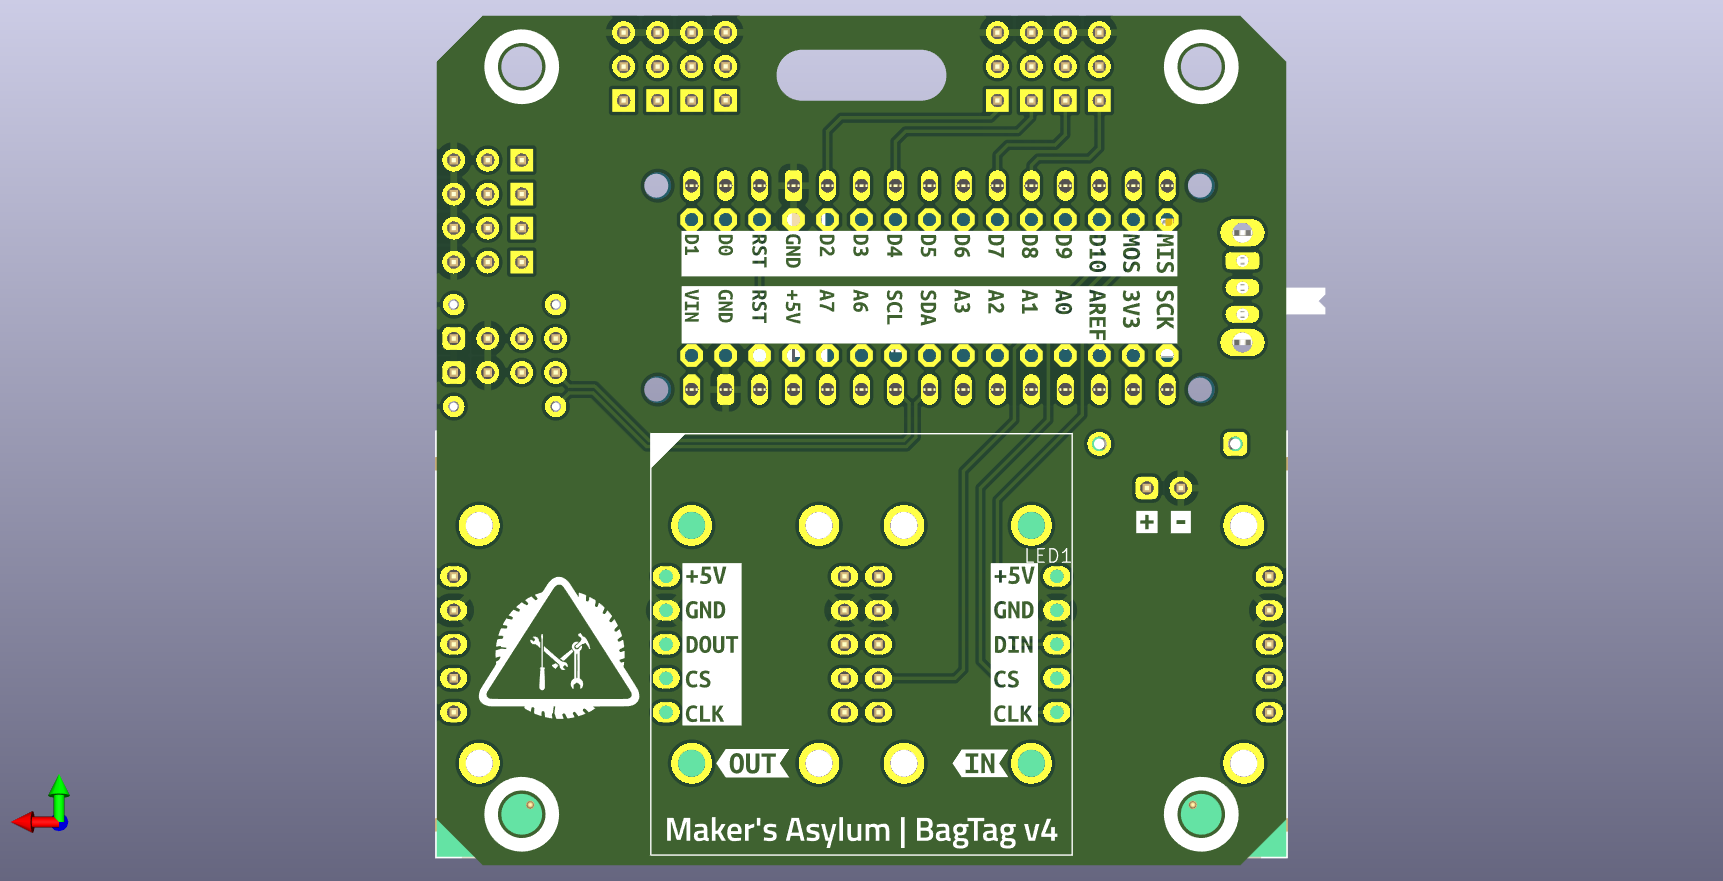 D1 D0 RST GND D2 D3 D4 D5 D6 D7 D8 D9 D10 MOS MIS
VIN GND RST +5V A7 A6 SCL SDA A3 A2 A1 A0 AREF 3V3 SCK
+ -
LED1
+5V +5V
GND GND
DOUT DIN
CS CS
CLK CLK
OUT IN
Maker's Asylum | BagTag v4